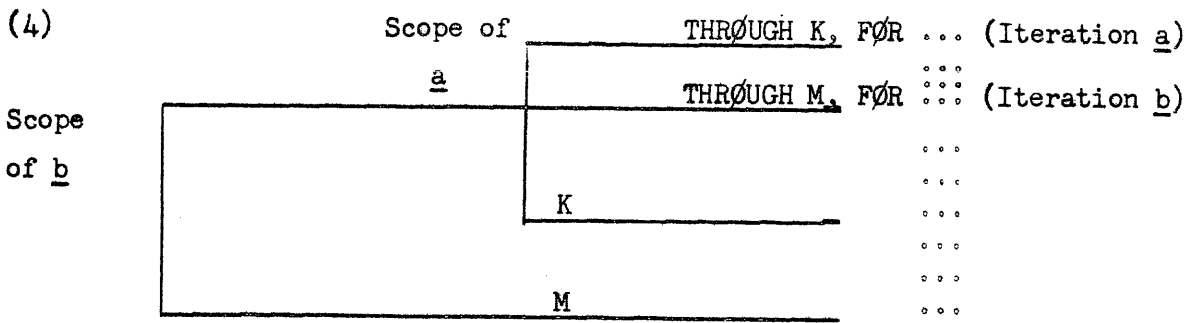 (4) Scope of THRØUGH K, FØR ... (Iteration a)
a THRØUGH M, FØR ... (Iteration b)
Scope
of b
K
M